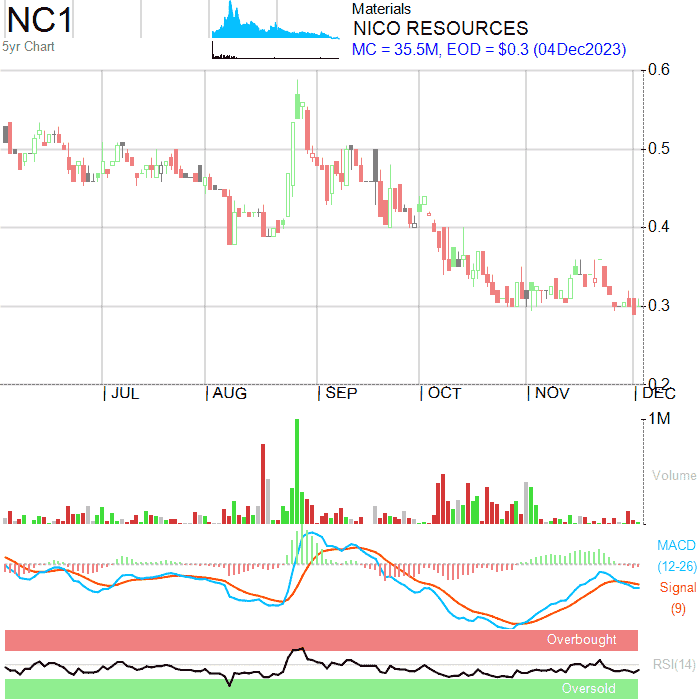 NC1
5yr Chart
Materials
NICO RESOURCES
MC = 35.5M, EOD = $0.3 (04Dec2023)
0.6
0.5
0.4
0.3
0.2
| JUL | AUG | SEP | OCT | NOV | DEC
1M
Volume
MACD
(12-26)
Signal
(9)
Overbought
RSI(14)
Oversold